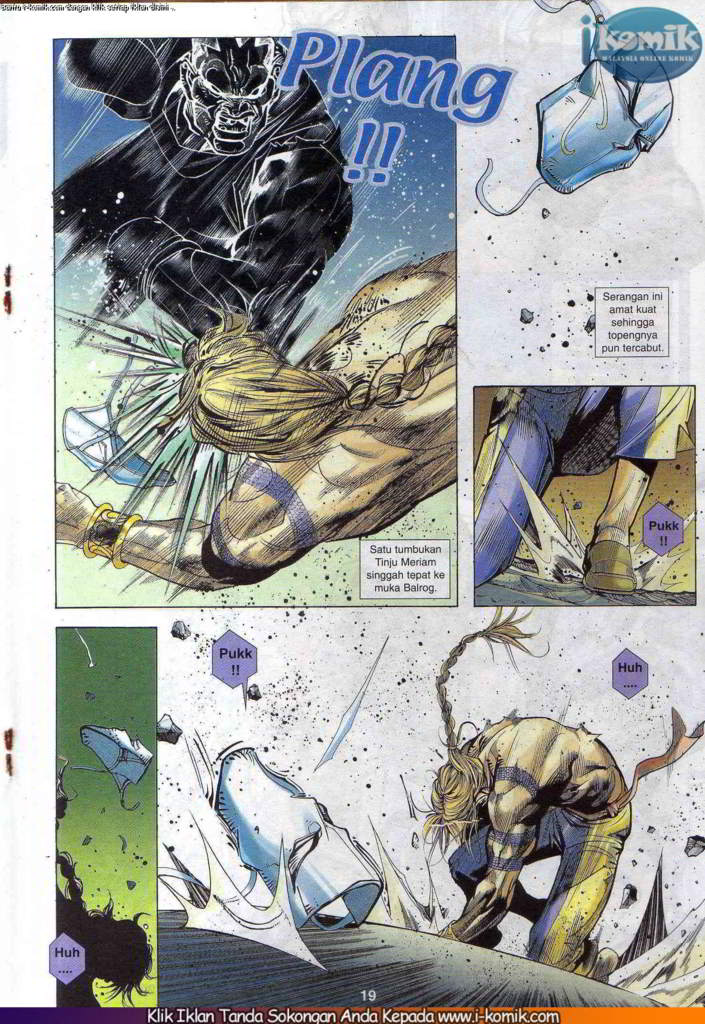 i komik
MALAYSIA ONLINE KOMIK
Plang
!!
Serangan ini
amat kuat
sehingga
topengnya
pun tercabut.
Satu tumbukan
Tinju Meriam
singgah tepat ke
muka Balrog.
Pukk
!!
Pukk
!!
Huh
....
Huh
....
19
Klik Iklan Tanda Sokongan Anda Kepada www.i-komik.com